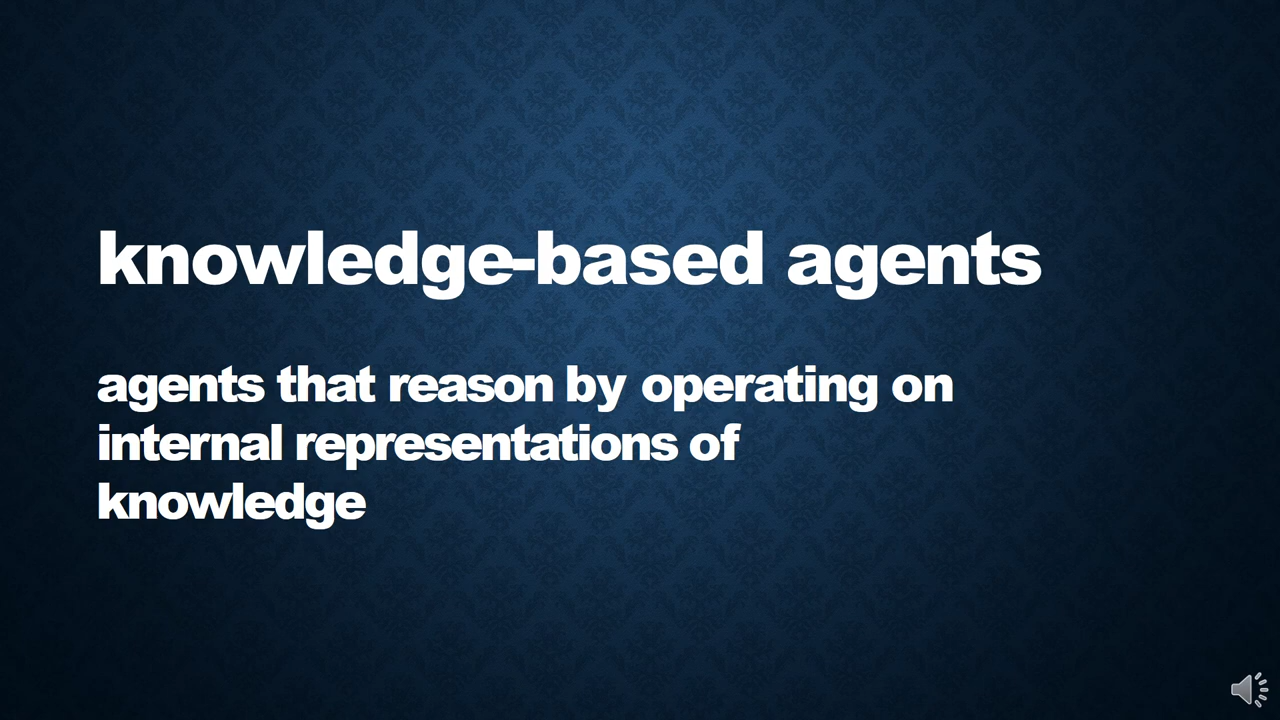 knowledge-based agents
agents that reason by operating on
internal representations of
knowledge